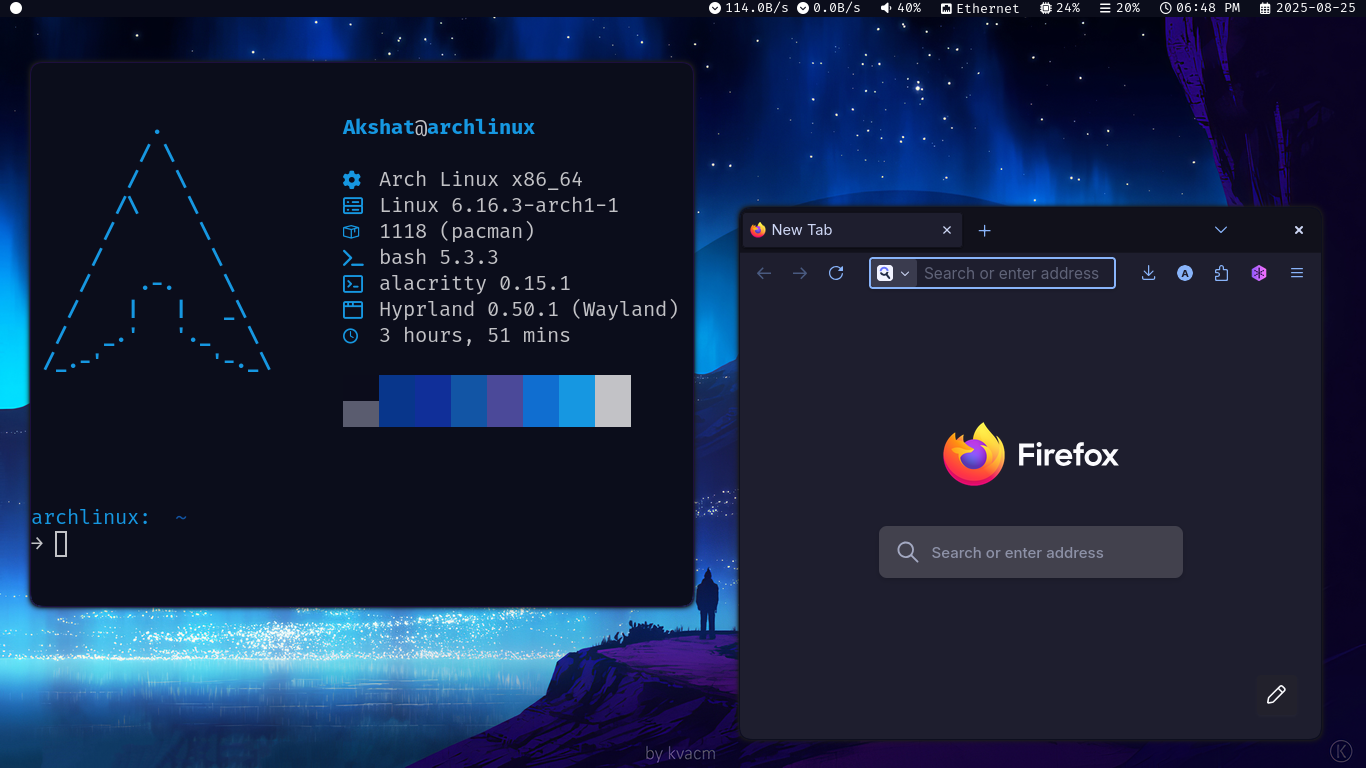 114.0B/s 0.0B/s 40% Ethernet 24% 20% 06:48 PM 2025-08-25
Akshat@archlinux
Arch Linux x86_64
Linux 6.16.3-arch1-1
1118 (pacman)
bash 5.3.3
alacritty 0.15.1
Hyprland 0.50.1 (Wayland)
3 hours, 51 mins
archlinux: ~
→
New Tab
Search or enter address
A
Firefox
Search or enter address
by kvacm
K